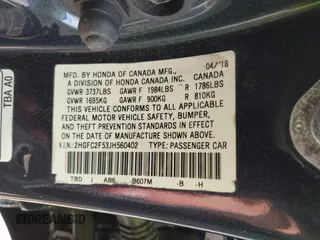 TBA A0
MFD. BY HONDA OF CANADA MFG., 04/'18
A DIVISION OF HONDA CANADA INC. CANADA
GVWR 3737LBS GAWR F 1984LBS R 1786LBS
GVWR 1695KG GAWR F 900KG R 810KG
THIS VEHICLE CONFORMS TO ALL APPLICABLE
FEDERAL MOTOR VEHICLE SAFETY, BUMPER,
AND THEFT PREVENTION STANDARDS IN EFFECT
ON THE DATE OF MANUFACTURE SHOWN ABOVE.
V.I.N.: 2HGFC2F53JH560402 TYPE: PASSENGER CAR
TBD J AB6 -B607M -B -H
DREAMBID